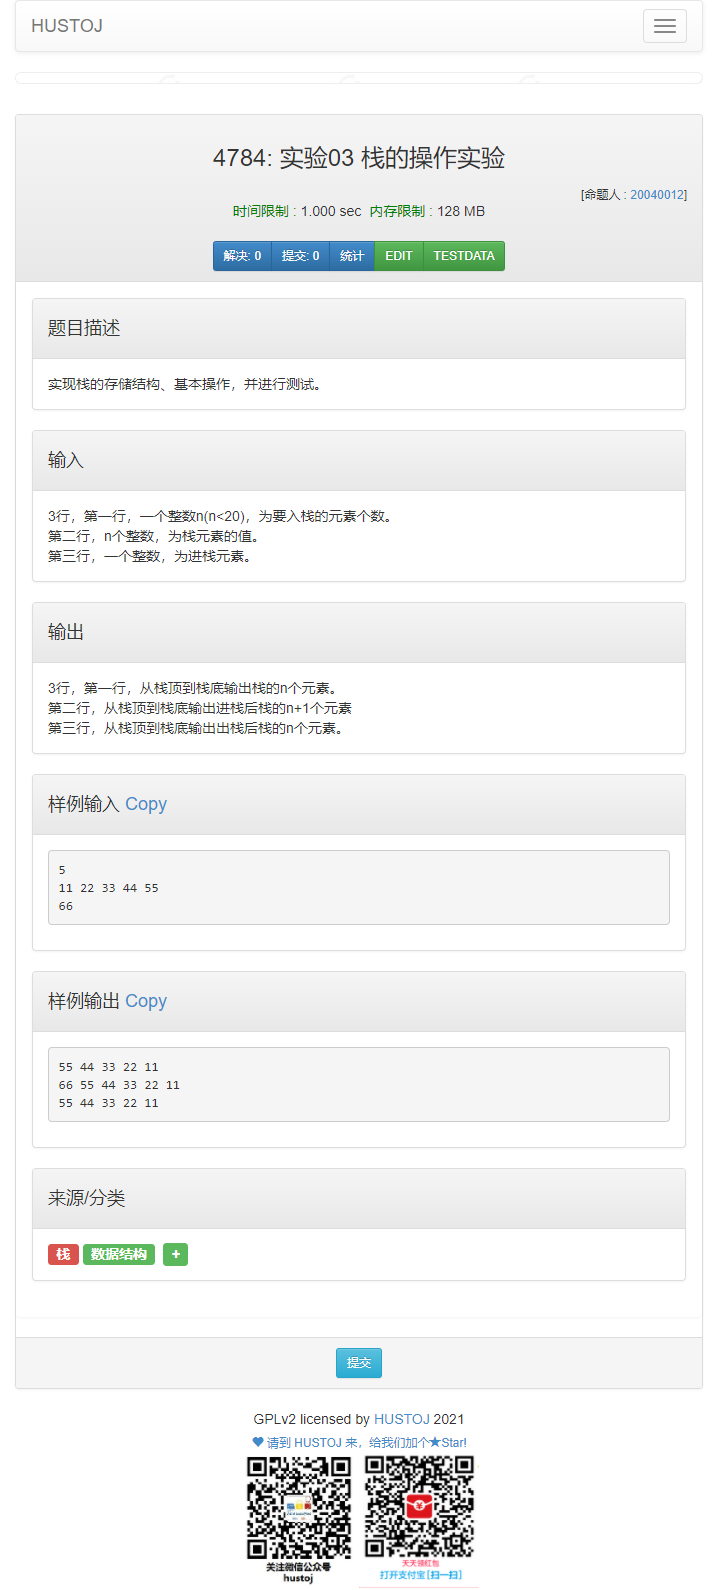 HUSTOJ
4784: 实验03 栈的操作实验
[命题人 : 20040012]
时间限制 : 1.000 sec 内存限制 : 128 MB
解决: 0 提交: 0 统计 EDIT TESTDATA
题目描述
实现栈的存储结构、基本操作，并进行测试。
输入
3行，第一行，一个整数n(n<20)，为要入栈的元素个数。
第二行，n个整数，为栈元素的值。
第三行，一个整数，为进栈元素。
输出
3行，第一行，从栈顶到栈底输出栈的n个元素。
第二行，从栈顶到栈底输出进栈后栈的n+1个元素
第三行，从栈顶到栈底输出出栈后栈的n个元素。
样例输入 Copy
5
11 22 33 44 55
66
样例输出 Copy
55 44 33 22 11
66 55 44 33 22 11
55 44 33 22 11
来源/分类
栈 数据结构 +
提交
GPLv2 licensed by HUSTOJ 2021
请到 HUSTOJ 来，给我们加个★Star!
关注微信公众号
hustoj
天天领红包
打开支付宝[扫一扫]